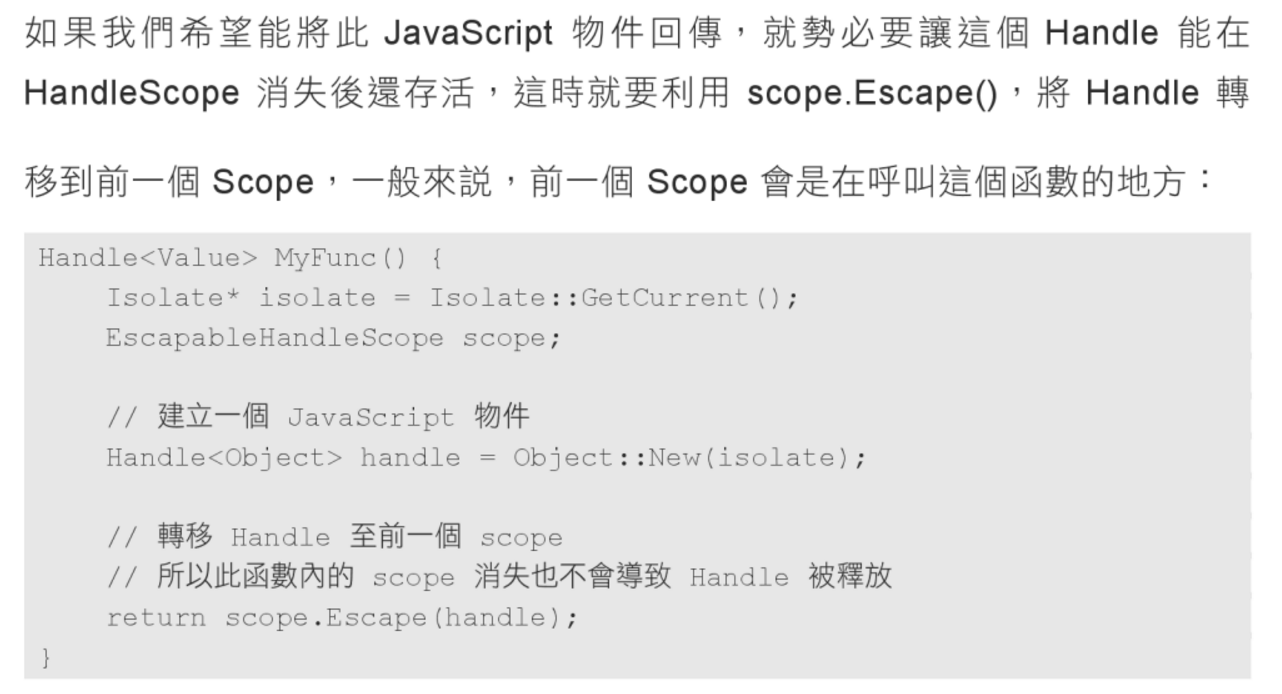 如果我們希望能將此 JavaScript 物件回傳，就勢必要讓這個 Handle 能在
HandleScope 消失後還存活，這時就要利用 scope.Escape()，將 Handle 轉
移到前一個 Scope，一般來説，前一個 Scope 會是在呼叫這個函數的地方：
Handle<Value> MyFunc() {
    Isolate* isolate = Isolate::GetCurrent();
    EscapableHandleScope scope;
    // 建立一個 JavaScript 物件
    Handle<Object> handle = Object::New(isolate);
    // 轉移 Handle 至前一個 scope
    // 所以此函數內的 scope 消失也不會導致 Handle 被釋放
    return scope.Escape(handle);
}